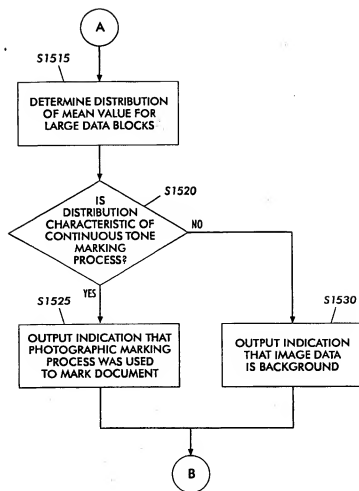 A
S1515
DETERMINE DISTRIBUTION
OF MEAN VALUE FOR
LARGE DATA BLOCKS
S1520
IS
DISTRIBUTION
CHARACTERISTIC OF
CONTINUOUS TONE
MARKING
PROCESS?
NO
YES
S1525
OUTPUT INDICATION THAT
PHOTOGRAPHIC MARKING
PROCESS WAS USED
TO MARK DOCUMENT
S1530
OUTPUT INDICATION
THAT IMAGE DATA
IS BACKGROUND
B